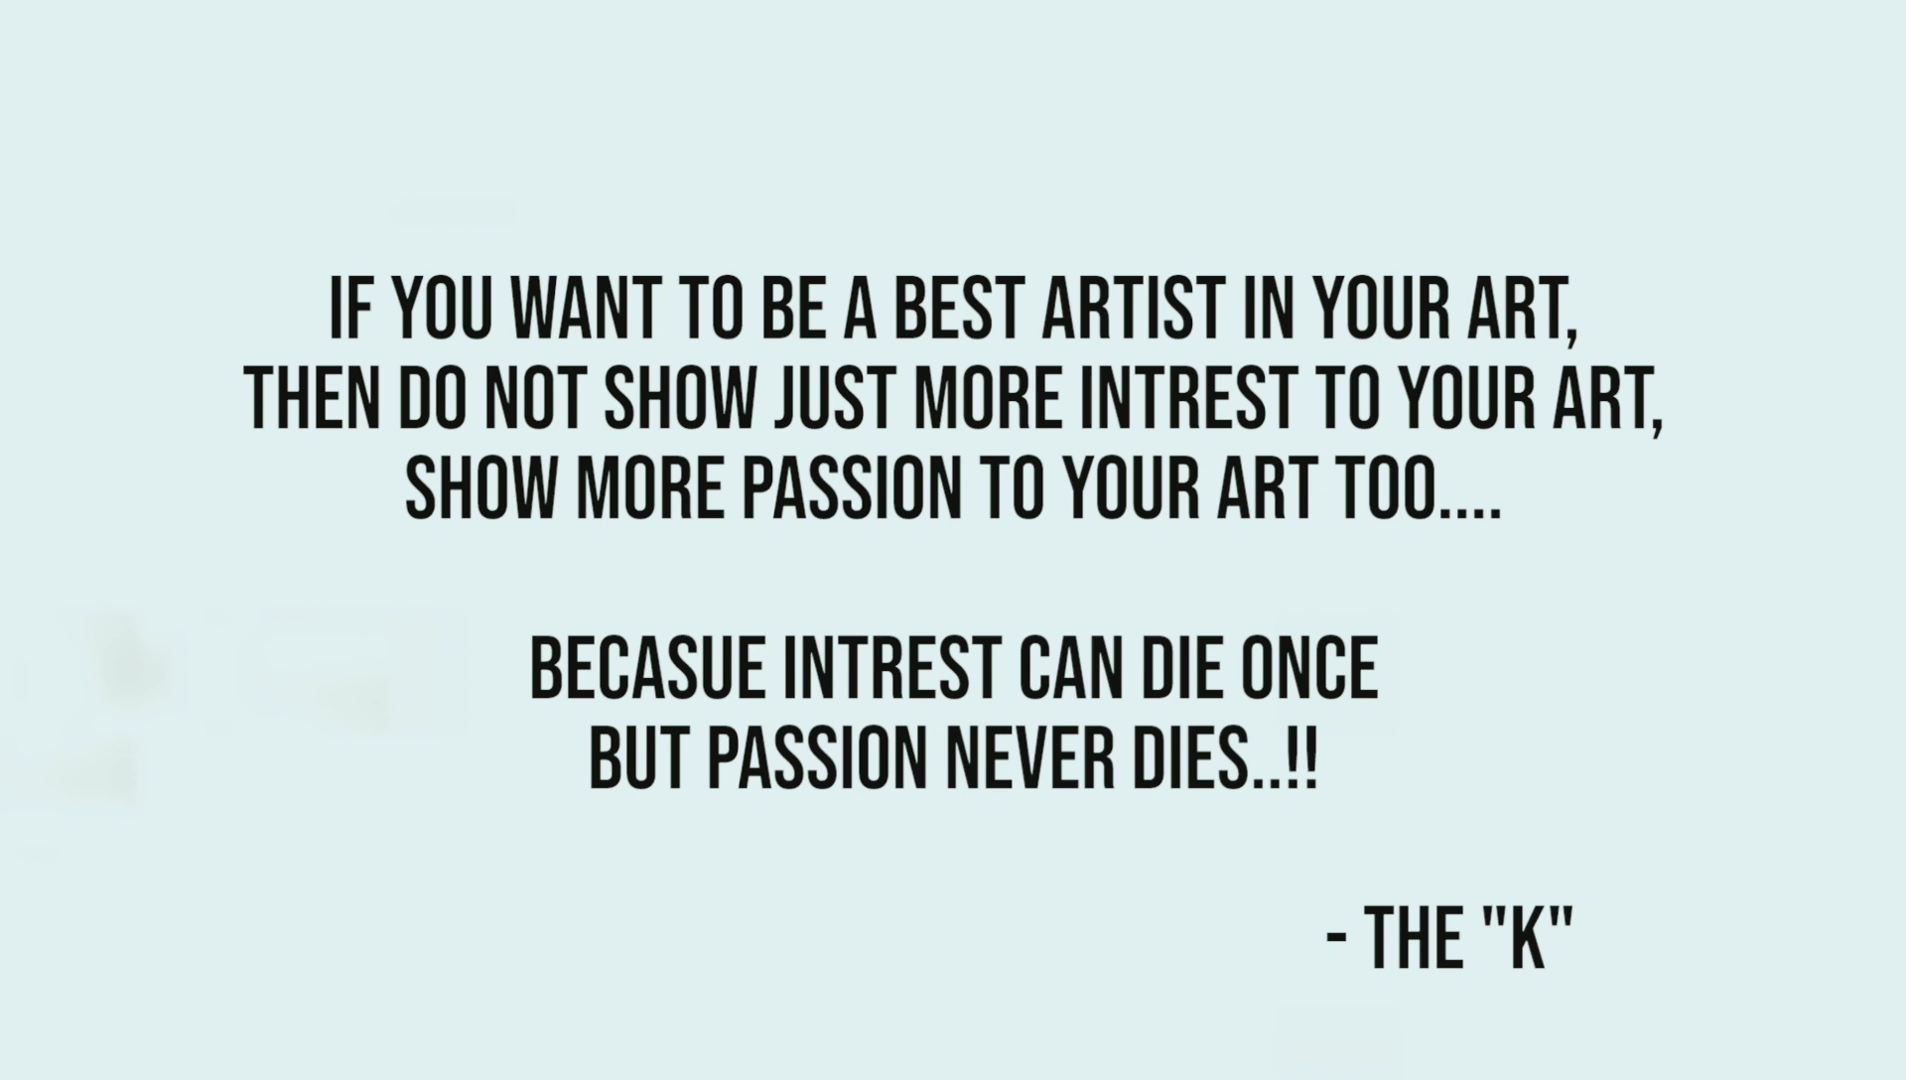 IF YOU WANT TO BE A BEST ARTIST IN YOUR ART,
THEN DO NOT SHOW JUST MORE INTREST TO YOUR ART,
SHOW MORE PASSION TO YOUR ART TOO....
BECASUE INTREST CAN DIE ONCE
BUT PASSION NEVER DIES..!!
- THE "K"